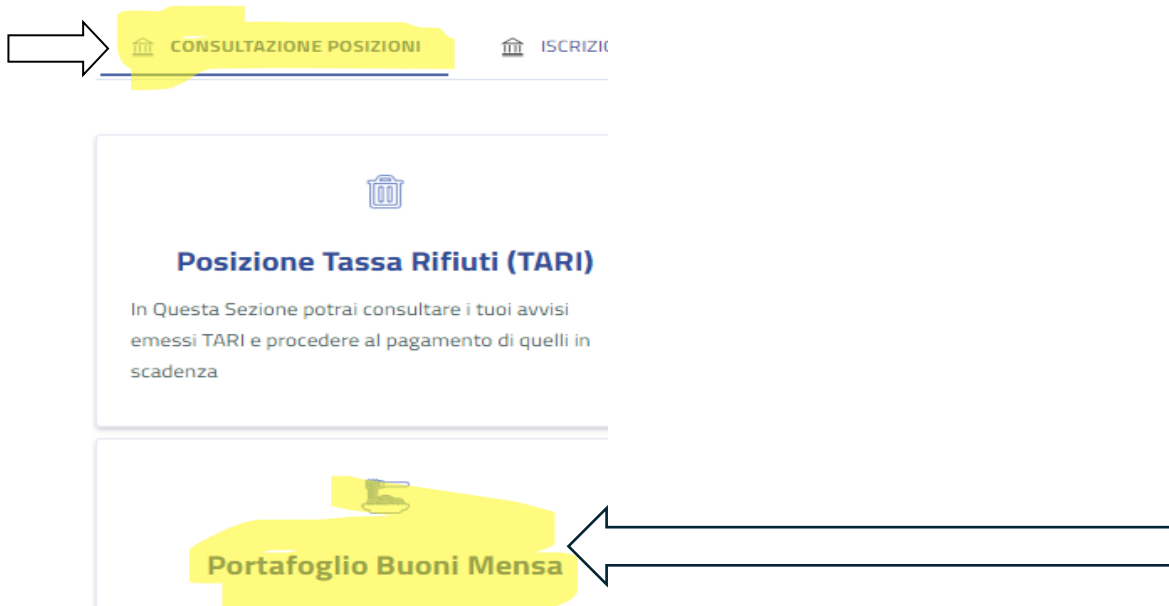 CONSULTAZIONE POSIZIONI ISCRIZIO
Posizione Tassa Rifiuti (TARI)
In Questa Sezione potrai consultare i tuoi avvisi
emessi TARI e procedere al pagamento di quelli in
scadenza
Portafoglio Buoni Mensa